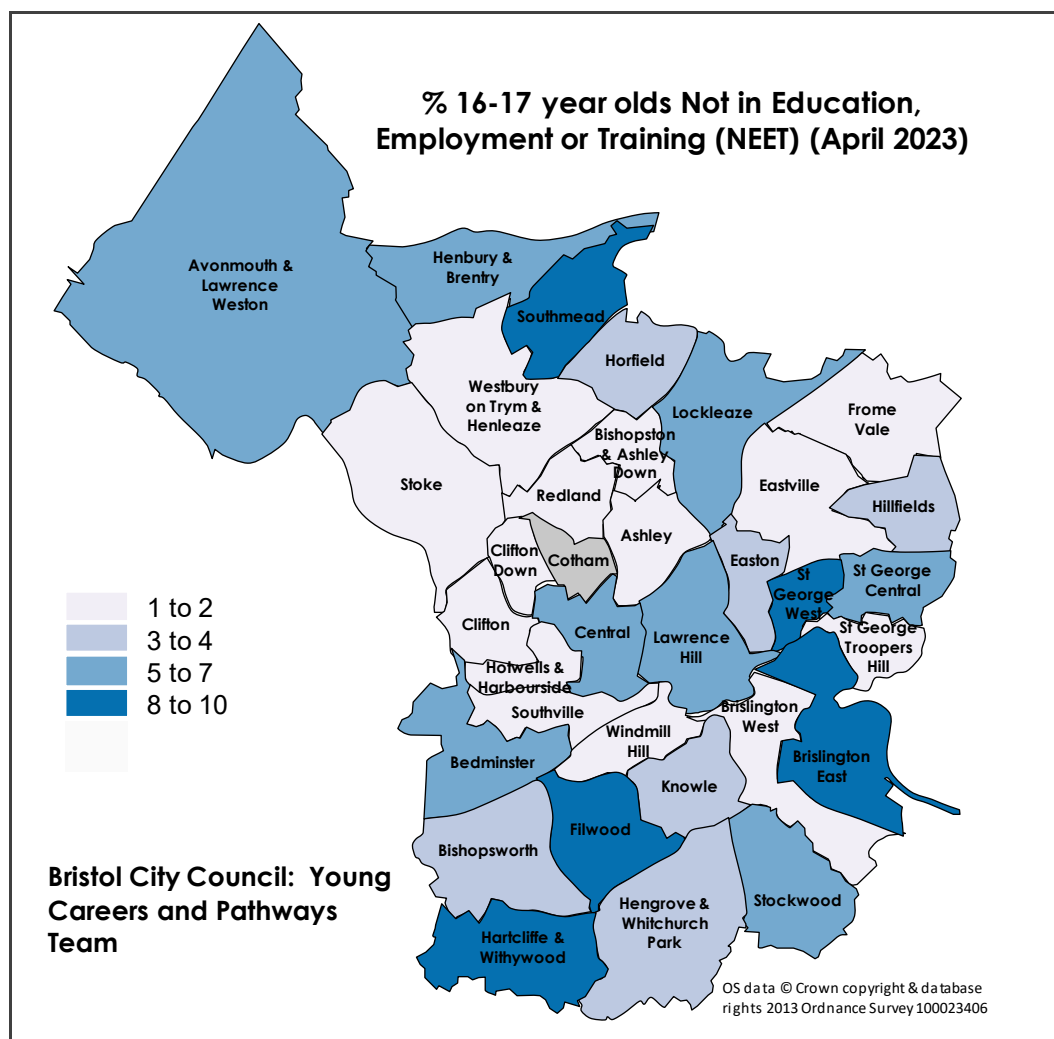 % 16-17 year olds Not in Education,
Employment or Training (NEET) (April 2023)
Avonmouth &
Lawrence
Weston
Henbury &
Brentry
Southmead
Horfield
Westbury
on Trym &
Henleaze
Lockleaze
Frome
Vale
Bishopston
& Ashley
Down
Stoke
Redland
Eastville
Hillfields
Ashley
Clifton
Down
Cotham
Easton
St
George
West
St George
Central
1 to 2
3 to 4
5 to 7
8 to 10
Clifton
Central
Lawrence
Hill
St George
Troopers
Hill
Hotwells &
Harbourside
Southville
Windmill
Hill
Brislington
West
Bedminster
Knowle
Brislington
East
Filwood
Bishopsworth
Stockwood
Hengrove &
Whitchurch
Park
Hartcliffe &
Withywood
Bristol City Council:  Young
Careers and Pathways
Team
OS data © Crown copyright & database
rights 2013 Ordnance Survey 100023406